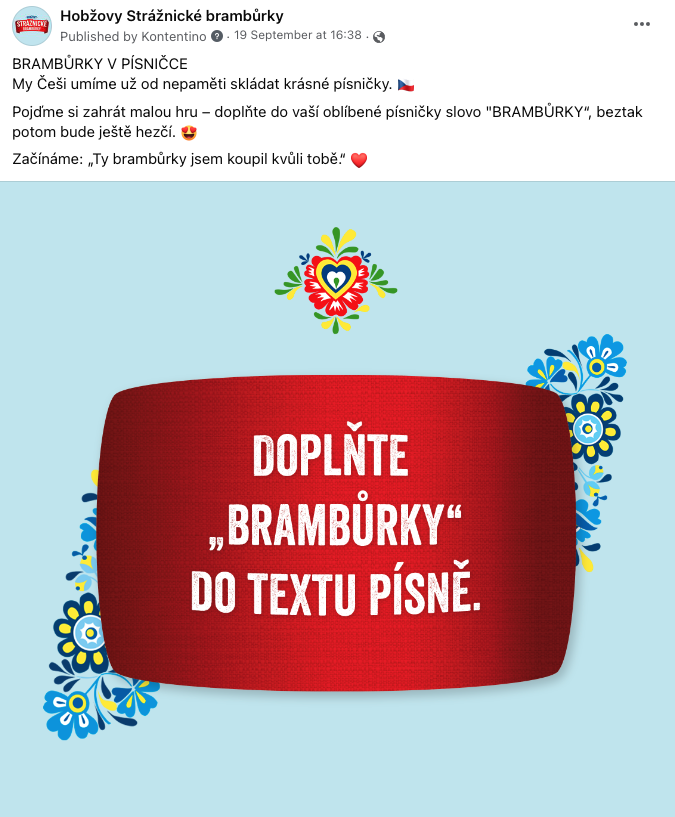 Hobžovy Strážnické brambůrky
Published by Kontentino · 19 September at 16:38 ·
BRAMBŮRKY V PÍSNIČCE
My Češi umíme už od nepaměti skládat krásné písničky. 🇨🇿
Pojďme si zahrát malou hru – doplňte do vaší oblíbené písničky slovo "BRAMBŮRKY“, beztak
potom bude ještě hezčí. 😍
Začínáme: „Ty brambůrky jsem koupil kvůli tobě.“ ❤️
DOPLŇTE
„BRAMBŮRKY“
DO TEXTU PÍSNĚ.